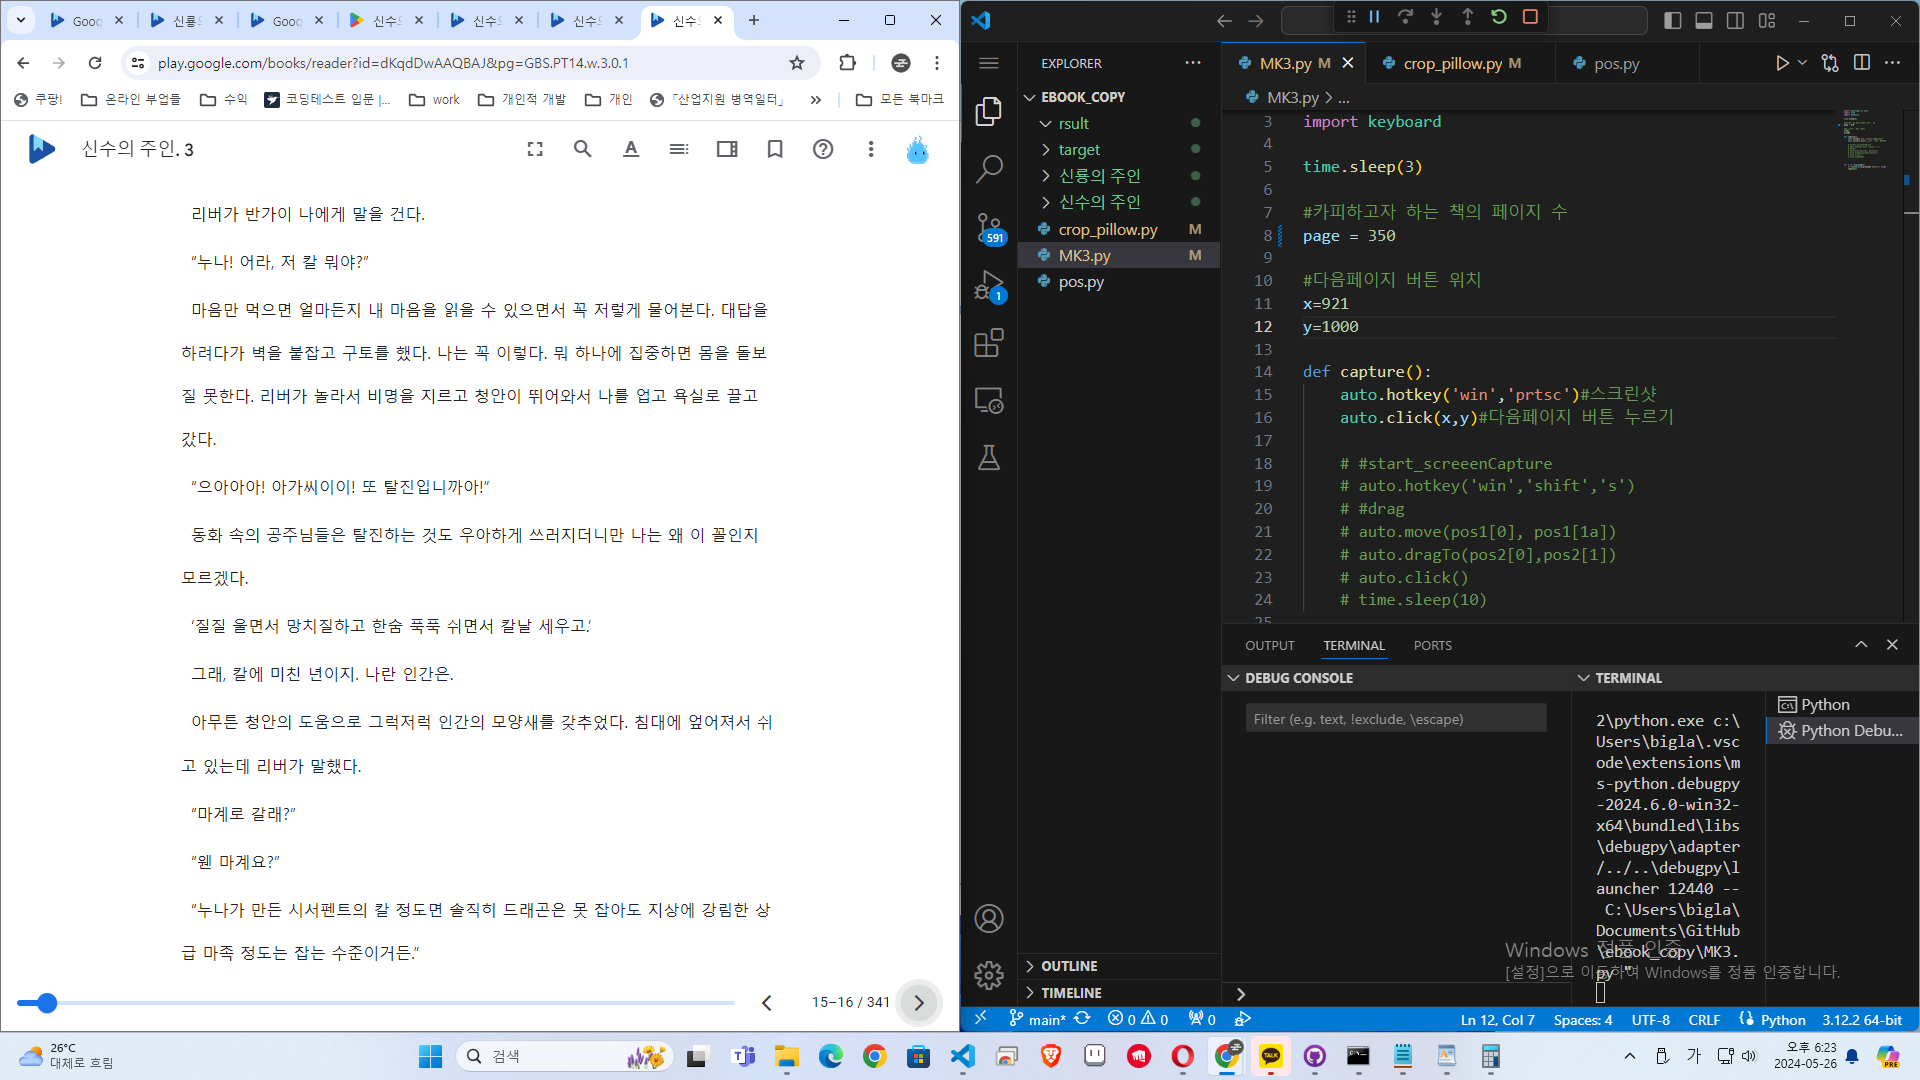 Goog
신룡
Goog
신수의
신수
신수
신수
play.google.com/books/reader?id=dKqdDwAAQBAJ&pg=GBS.PT14.w.3.0.1
쿠팡!
온라인 부업들
수익
코딩테스트 입문 |...
work
개인적 개발
개인
「산업지원 병역일터」
»
모든 북마크
신수의 주인. 3
리버가 반가이 나에게 말을 건다.
“누나! 어라, 저 칼 뭐야?”
마음만 먹으면 얼마든지 내 마음을 읽을 수 있으면서 꼭 저렇게 물어본다. 대답을
하려다가 벽을 붙잡고 구토를 했다. 나는 꼭 이렇다. 뭐 하나에 집중하면 몸을 돌보
질 못한다. 리버가 놀라서 비명을 지르고 청안이 뛰어와서 나를 업고 욕실로 끌고
갔다.
“으아아아! 아가씨이이! 또 탈진입니까아!”
동화 속의 공주님들은 탈진하는 것도 우아하게 쓰러지더니만 나는 왜 이 꼴인지
모르겠다.
‘질질 울면서 망치질하고 한숨 푹푹 쉬면서 칼날 세우고.’
그래, 칼에 미친 년이지. 나란 인간은.
아무튼 청안의 도움으로 그럭저럭 인간의 모양새를 갖추었다. 침대에 엎어져서 쉬
고 있는데 리버가 말했다.
“마계로 갈래?”
“웬 마계요?”
“누나가 만든 시서펜트의 칼 정도면 솔직히 드래곤은 못 잡아도 지상에 강림한 상
급 마족 정도는 잡는 수준이거든.”
15–16 / 341
EXPLORER
EBOOK_COPY
rsult
target
신룡의 주인
신수의 주인
crop_pillow.py M
MK3.py M
pos.py
591
1
OUTLINE
TIMELINE
MK3.py M
crop_pillow.py M
pos.py
MK3.py > ...
3 import keyboard
4
5 time.sleep(3)
6
7 #카피하고자 하는 책의 페이지 수
8 page = 350
9
10 #다음페이지 버튼 위치
11 x=921
12 y=1000
13
14 def capture():
15 auto.hotkey('win','prtsc')#스크린샷
16 auto.click(x,y)#다음페이지 버튼 누르기
17
18 # #start_screeenCapture
19 # auto.hotkey('win','shift','s')
20 # #drag
21 # auto.move(pos1[0], pos1[1a])
22 # auto.dragTo(pos2[0],pos2[1])
23 # auto.click()
24 # time.sleep(10)
25
OUTPUT
TERMINAL
PORTS
DEBUG CONSOLE
Filter (e.g. text, !exclude, \escape)
TERMINAL
2\python.exe c:\
Users\bigla\.vsc
ode\extensions\m
s-python.debugpy
-2024.6.0-win32-
x64\bundled\libs
\debugpy\adapter
/../..\debugpy\l
auncher 12440 --
C:\Users\bigla\
Documents\GitHub
\ebook_copy\MK3.
py "
Python
Python Debu...
Windows 정품 인증
[설정]으로 이동하여 Windows를 정품 인증합니다.
main*
0
0
0
Ln 12, Col 7
Spaces: 4
UTF-8
CRLF
Python
3.12.2 64-bit
26°C
대체로 흐림
검색
TALK
가
오후 6:23
2024-05-26
PRE